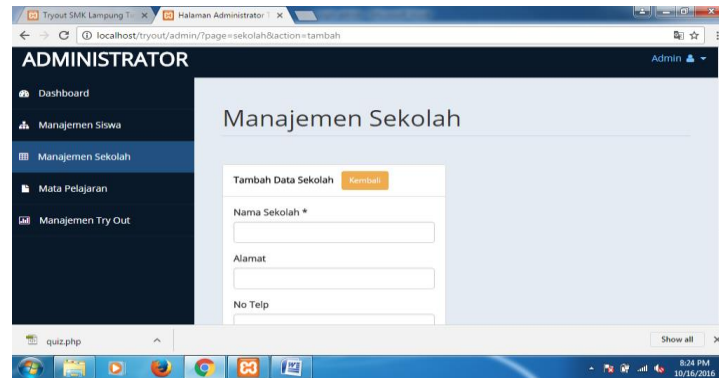 Tryout SMK Lampung T
Halaman Administrator
localhost/tryout/admin/?page=sekolah&action=tambah
ADMINISTRATOR
Admin
Dashboard
Manajemen Siswa
Manajemen Sekolah
Mata Pelajaran
Manajemen Try Out
Manajemen Sekolah
Tambah Data Sekolah Kembali
Nama Sekolah *
Alamat
No Telp
quiz.php
Show all
8:24 PM
10/16/2016